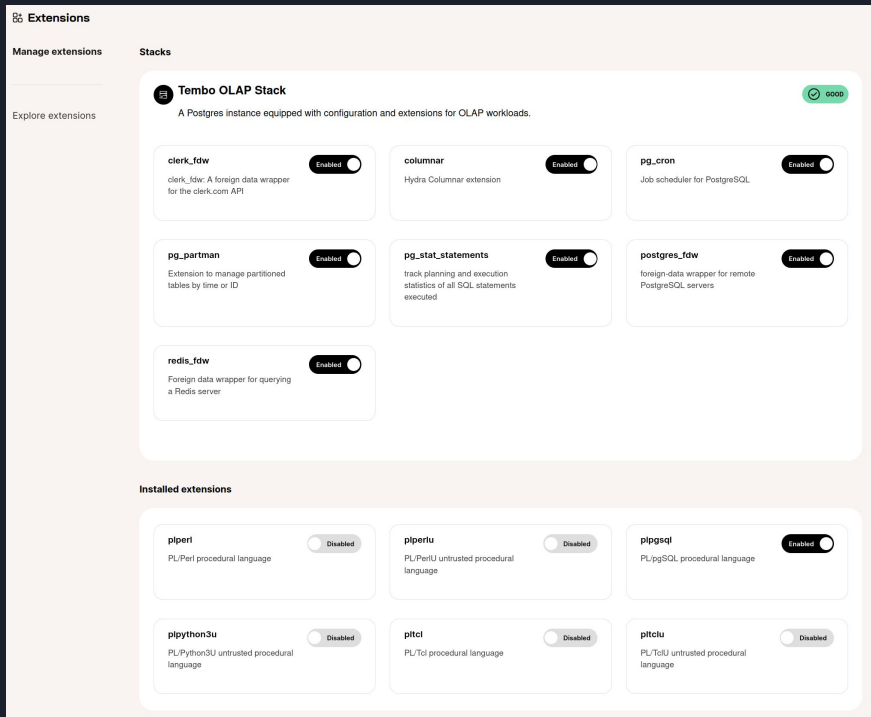 Extensions
Manage extensions
Explore extensions
Stacks
Tembo OLAP Stack
GOOD
A Postgres instance equipped with configuration and extensions for OLAP workloads.
clerk_fdw
Enabled
clerk_fdw: A foreign data wrapper
for the clerk.com API
columnar
Enabled
Hydra Columnar extension
pg_cron
Enabled
Job scheduler for PostgreSQL
pg_partman
Enabled
Extension to manage partitioned
tables by time or ID
pg_stat_statements
Enabled
track planning and execution
statistics of all SQL statements
executed
postgres_fdw
Enabled
foreign-data wrapper for remote
PostgreSQL servers
redis_fdw
Enabled
Foreign data wrapper for querying
a Redis server
Installed extensions
plperl
Disabled
PL/Perl procedural language
plperlu
Disabled
PL/PerlU untrusted procedural
language
plpgsql
Enabled
PL/pgSQL procedural language
plpython3u
Disabled
PL/Python3U untrusted procedural
language
pltcl
Disabled
PL/Tcl procedural language
pltclu
Disabled
PL/TclU untrusted procedural
language